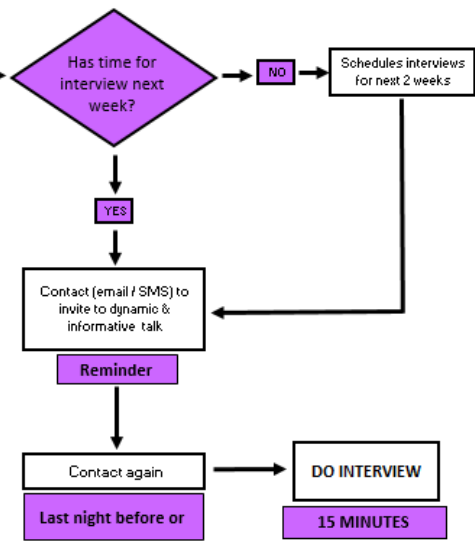 Has time for
interview next
week?
NO
Schedules interviews
for next 2 weeks
YES
Contact (email / SMS) to
invite to dynamic &
informative talk
Reminder
Contact again
Last night before or
DO INTERVIEW
15 MINUTES